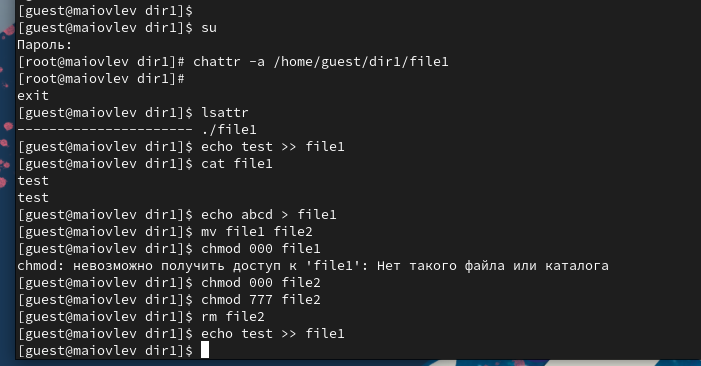 [guest@maiovlev dir1]$
[guest@maiovlev dir1]$ su
Пароль:
[root@maiovlev dir1]# chattr -a /home/guest/dir1/file1
[root@maiovlev dir1]#
exit
[guest@maiovlev dir1]$ lsattr
---------------------- ./file1
[guest@maiovlev dir1]$ echo test >> file1
[guest@maiovlev dir1]$ cat file1
test
test
[guest@maiovlev dir1]$ echo abcd > file1
[guest@maiovlev dir1]$ mv file1 file2
[guest@maiovlev dir1]$ chmod 000 file1
chmod: невозможно получить доступ к 'file1': Нет такого файла или каталога
[guest@maiovlev dir1]$ chmod 000 file2
[guest@maiovlev dir1]$ chmod 777 file2
[guest@maiovlev dir1]$ rm file2
[guest@maiovlev dir1]$ echo test >> file1
[guest@maiovlev dir1]$